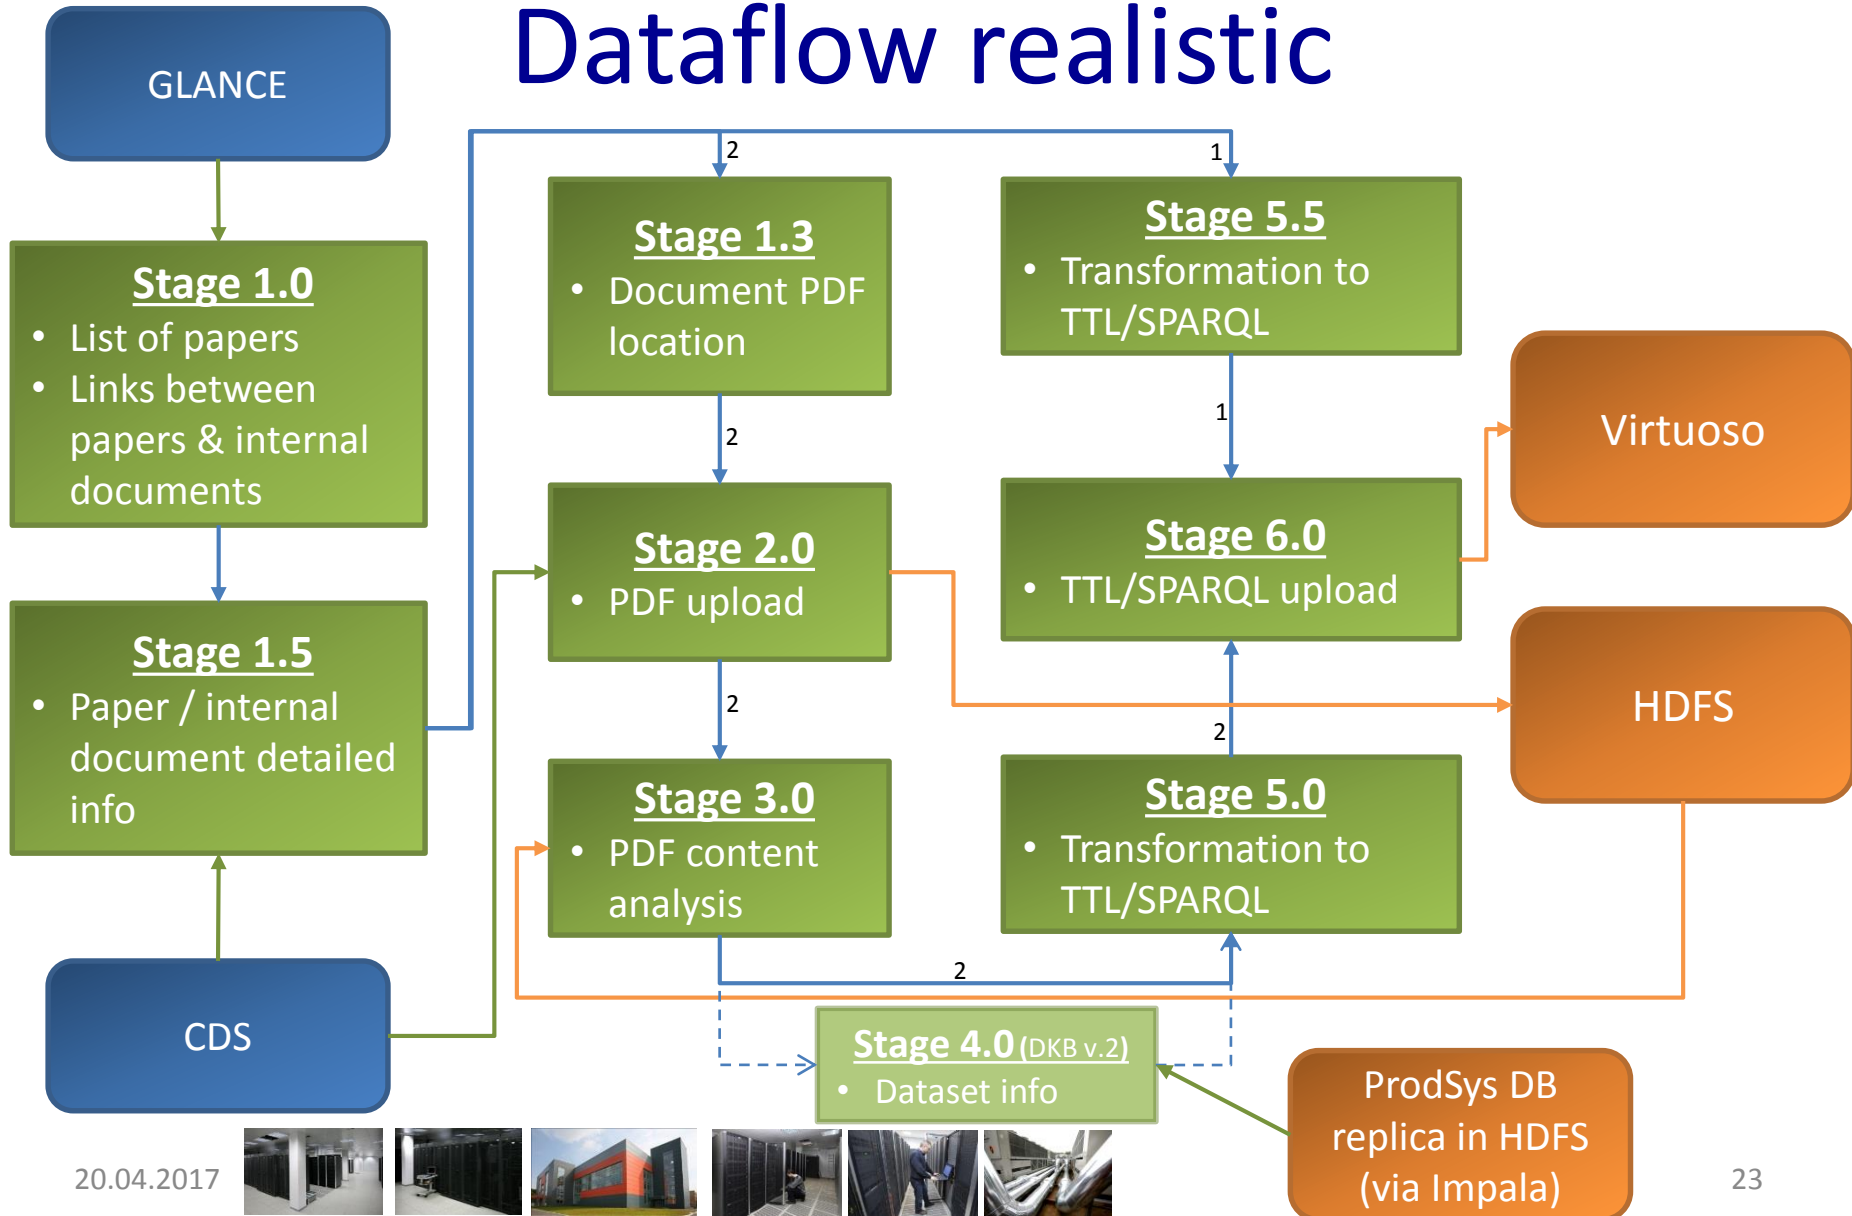 Dataflow realistic
GLANCE
Stage 1.0
• List of papers
• Links between
papers & internal
documents
Stage 1.5
• Paper / internal
document detailed
info
CDS
2
Stage 1.3
• Document PDF
location
2
Stage 2.0
• PDF upload
2
Stage 3.0
• PDF content
analysis
2
1
Stage 5.5
• Transformation to
TTL/SPARQL
1
Stage 6.0
• TTL/SPARQL upload
2
Stage 5.0
• Transformation to
TTL/SPARQL
Stage 4.0 (DKB v.2)
• Dataset info
Virtuoso
HDFS
ProdSys DB
replica in HDFS
(via Impala)
20.04.2017
23